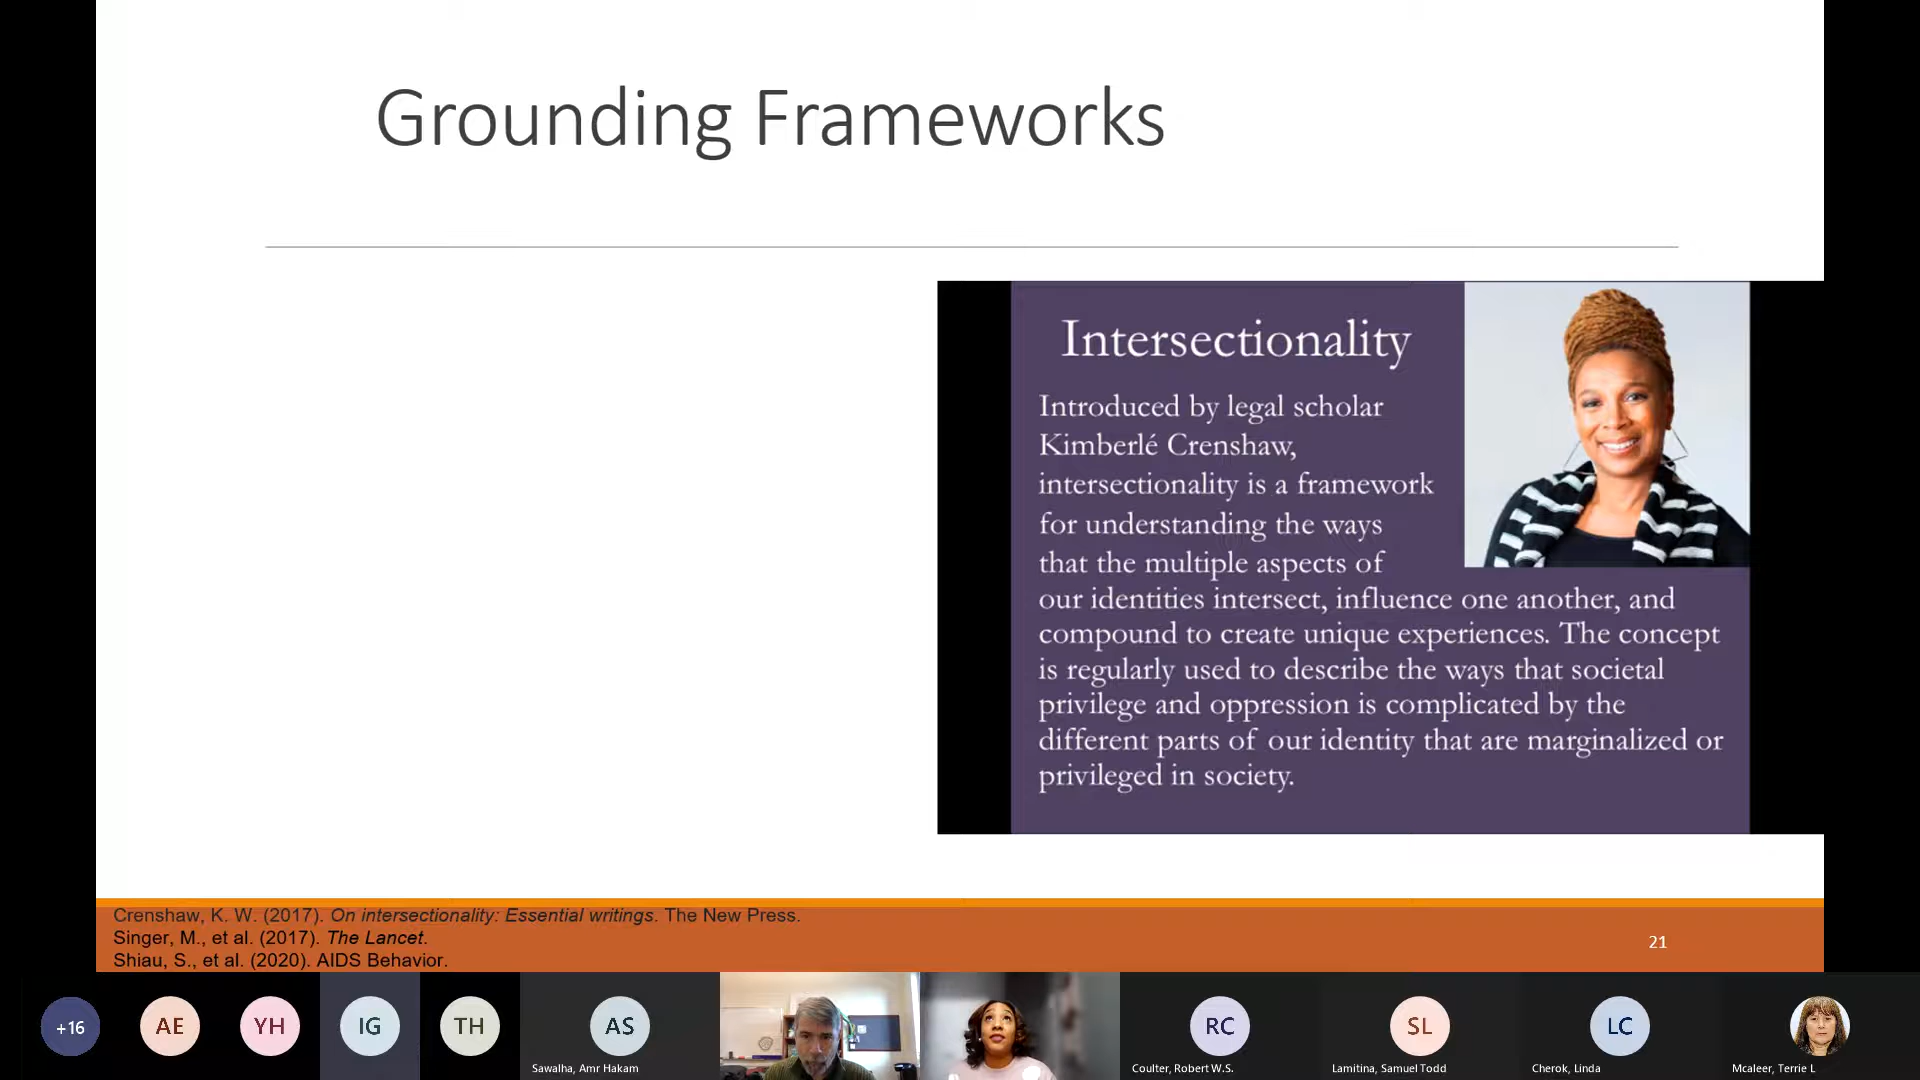 Grounding Frameworks
Intersectionality
Introduced by legal scholar
Kimberlé Crenshaw,
intersectionality is a framework
for understanding the ways
that the multiple aspects of
our identities intersect, influence one another, and
compound to create unique experiences. The concept
is regularly used to describe the ways that societal
privilege and oppression is complicated by the
different parts of our identity that are marginalized or
privileged in society.
Crenshaw, K. W. (2017). On intersectionality: Essential writings. The New Press.
Singer, M., et al. (2017). The Lancet.
Shiau, S., et al. (2020). AIDS Behavior.
21
+16
AE
YH
IG
TH
AS
RC
SL
LC
Sawalha, Amr Hakam
Coulter, Robert W.S.
Lamitina, Samuel Todd
Cherok, Linda
Mcaleer, Terrie L